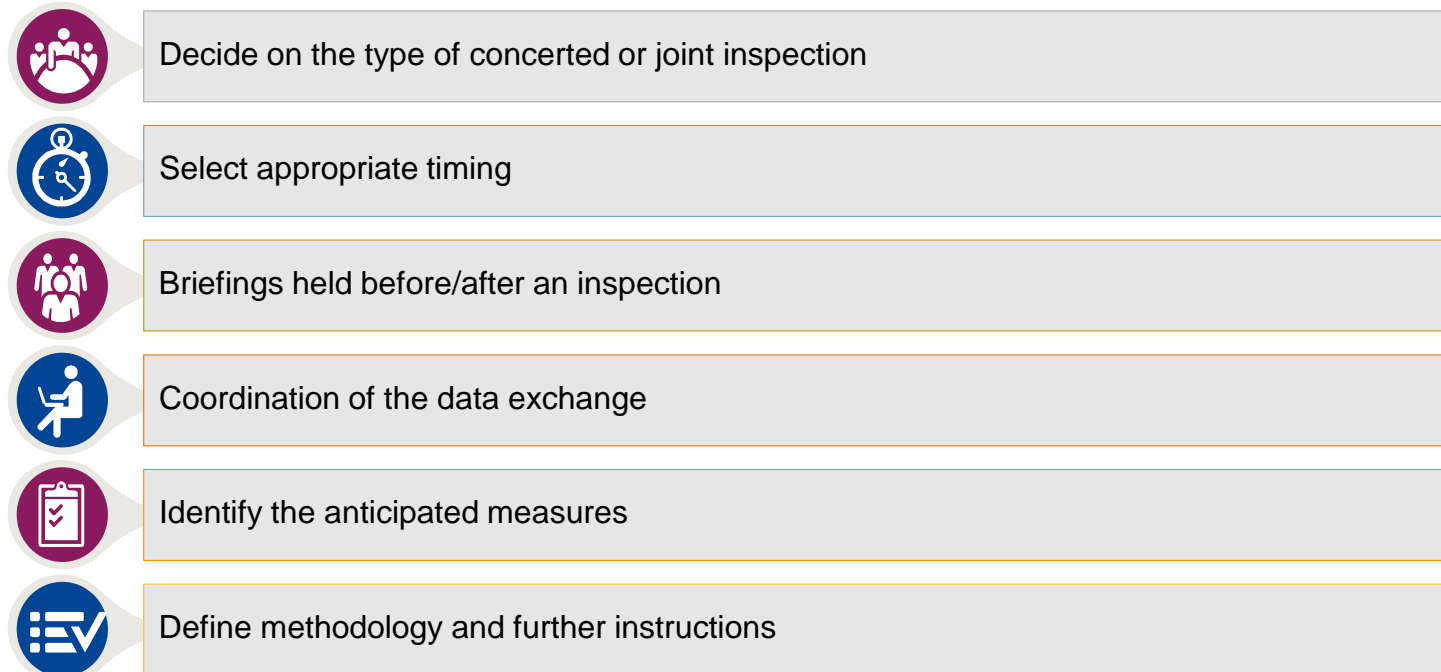 Decide on the type of concerted or joint inspection
Select appropriate timing
Briefings held before/after an inspection
Coordination of the data exchange
Identify the anticipated measures
Define methodology and further instructions